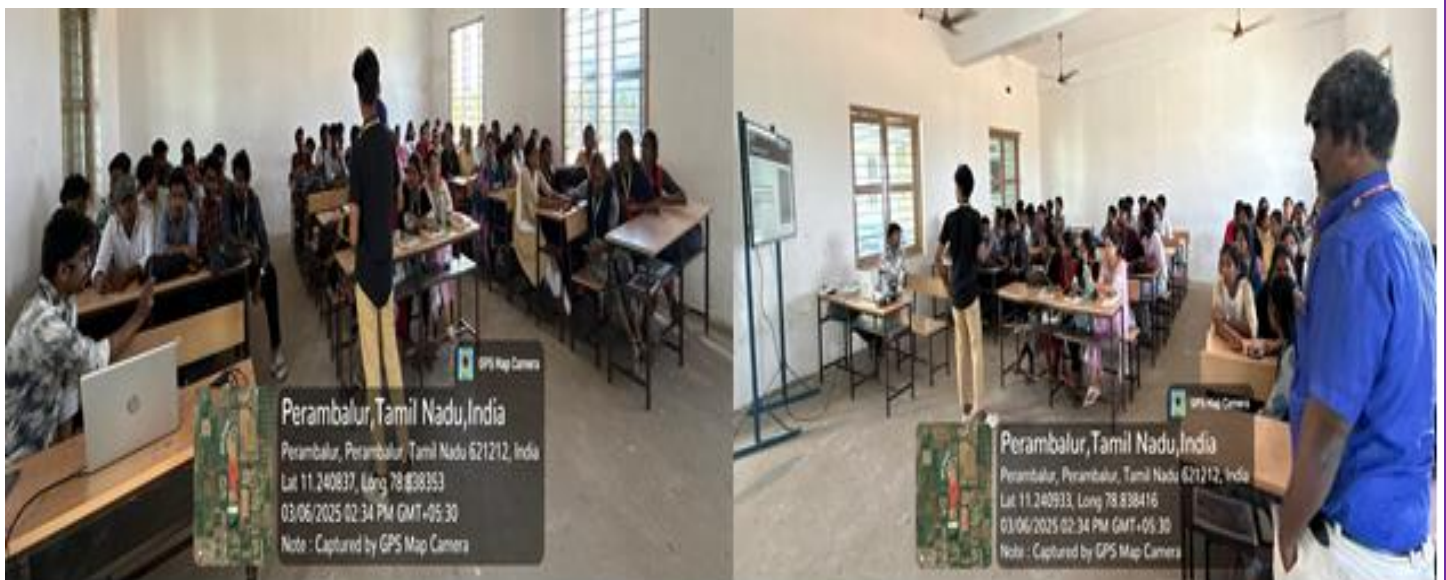 GPS Map Camera
Perambalur,Tamil Nadu,India
Perambalur, Perambalur, Tamil Nadu 621212, India
Lat 11.240837, Long 78.838353
03/06/2025 02:34 PM GMT+05:30
Note : Captured by GPS Map Camera
GPS Map Camera
Perambalur,Tamil Nadu,India
Perambalur, Perambalur, Tamil Nadu 621212, India
Lat 11.240933, Long 78.838416
03/06/2025 02:34 PM GMT+05:30
Note : Captured by GPS Map Camera